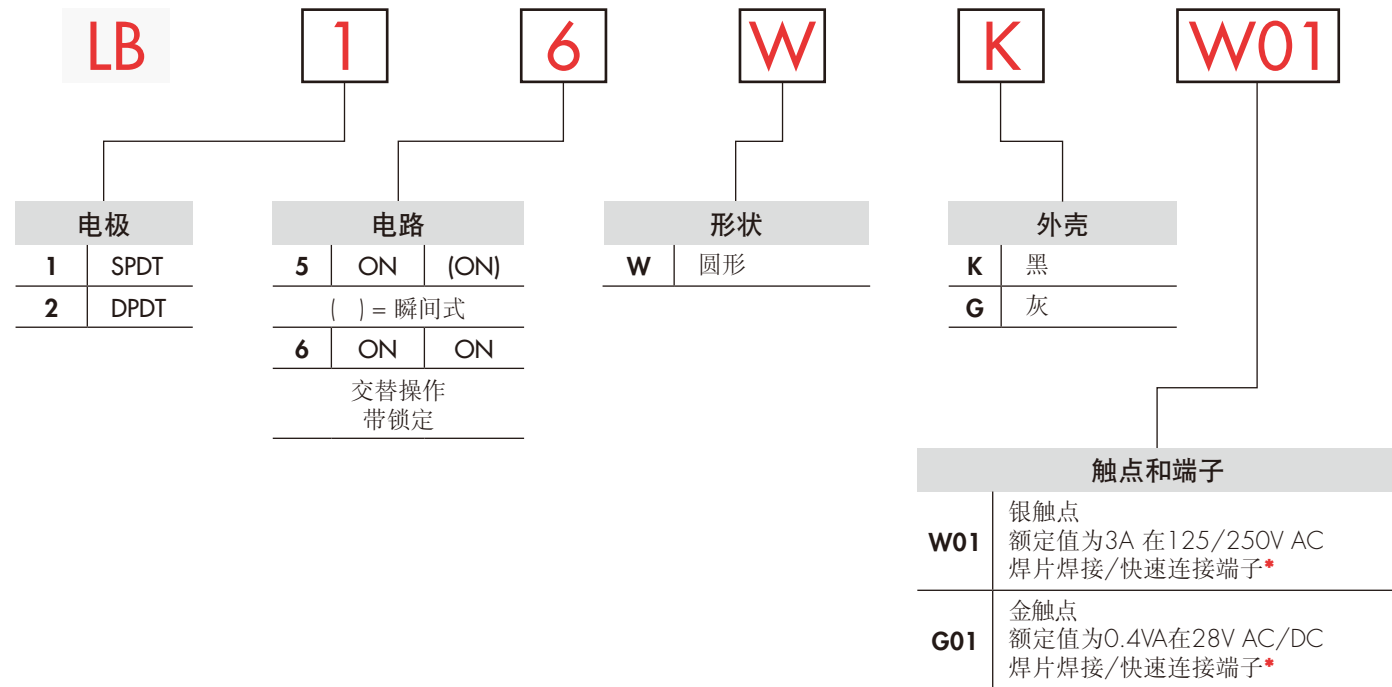 LB 1 6 W K W01
电极
1 SPDT
2 DPDT
电路
5 ON (ON)
( ) = 瞬间式
6 ON ON
交替操作
带锁定
形状
W 圆形
外壳
K 黑
G 灰
触点和端子
W01 银触点
额定值为3A 在125/250V AC
焊片焊接/快速连接端子*
G01 金触点
额定值为0.4VA在28V AC/DC
焊片焊接/快速连接端子*